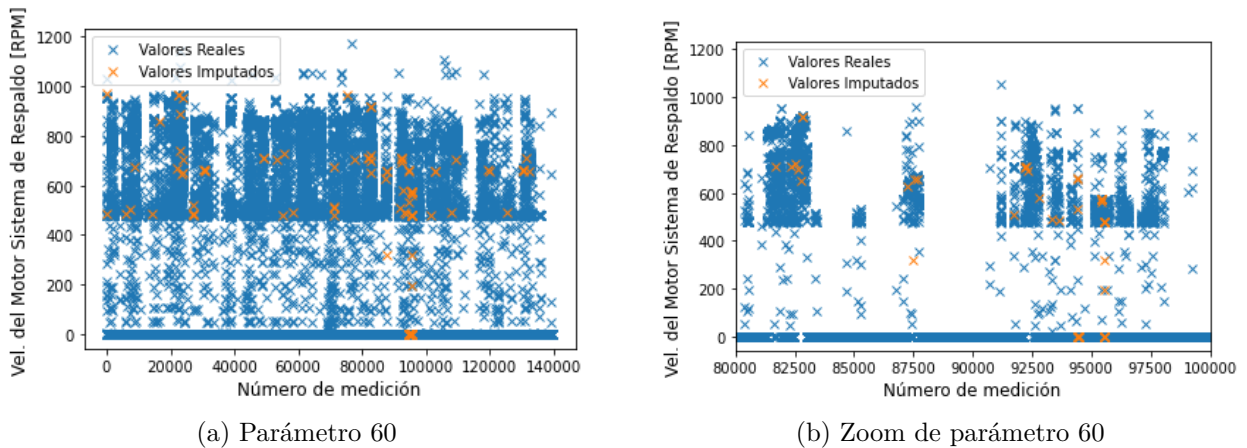 Vel. del Motor Sistema de Respaldo [RPM]
1200
1000
800
600
400
200
0
Valores Reales
Valores Imputados
0 20000 40000 60000 80000 100000 120000 140000
Número de medición
(a) Parámetro 60
Vel. del Motor Sistema de Respaldo [RPM]
1200
1000
800
600
400
200
0
Valores Reales
Valores Imputados
80000 82500 85000 87500 90000 92500 95000 97500 100000
Número de medición
(b) Zoom de parámetro 60